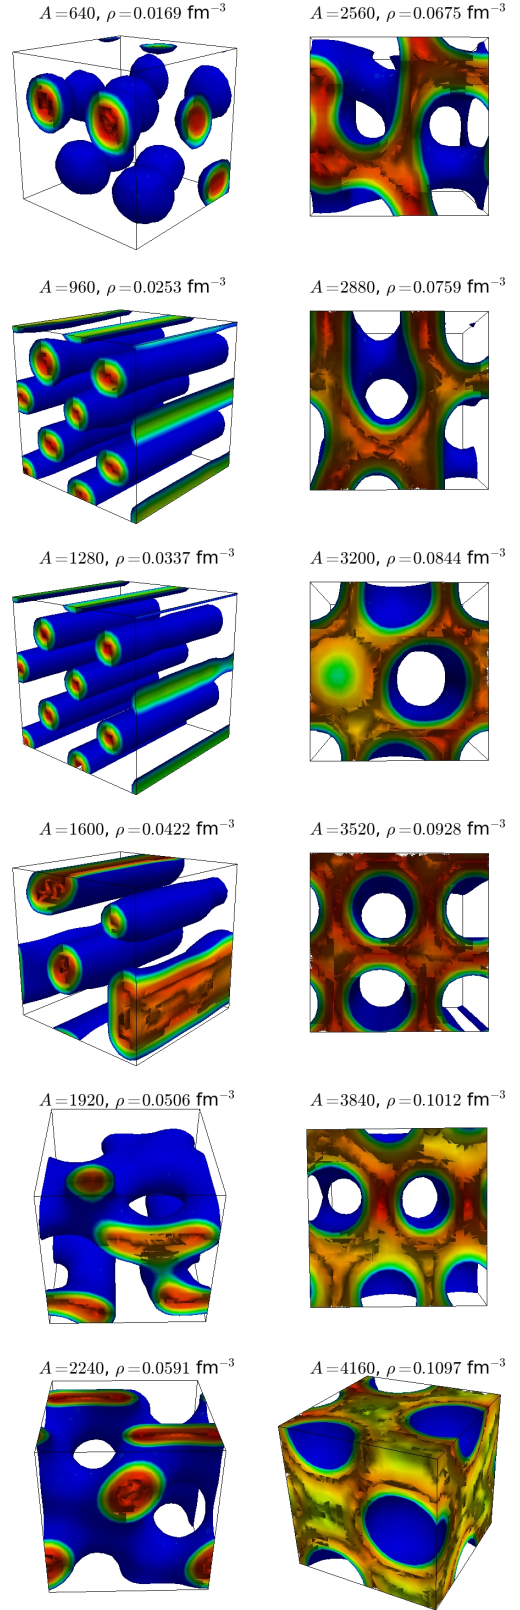 A=640, ρ=0.0169 fm⁻³
A=2560, ρ=0.0675 fm⁻³
A=960, ρ=0.0253 fm⁻³
A=2880, ρ=0.0759 fm⁻³
A=1280, ρ=0.0337 fm⁻³
A=3200, ρ=0.0844 fm⁻³
A=1600, ρ=0.0422 fm⁻³
A=3520, ρ=0.0928 fm⁻³
A=1920, ρ=0.0506 fm⁻³
A=3840, ρ=0.1012 fm⁻³
A=2240, ρ=0.0591 fm⁻³
A=4160, ρ=0.1097 fm⁻³